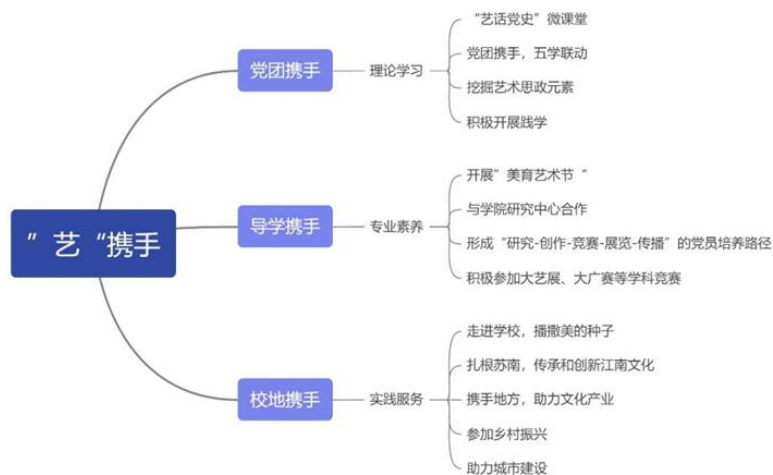 ”艺“携手
党团携手
理论学习
“艺话党史”微课堂
党团携手，五学联动
挖掘艺术思政元素
积极开展践学
导学携手
专业素养
开展”美育艺术节“
与学院研究中心合作
形成“研究-创作-竞赛-展览-传播”的党员培养路径
积极参加大艺展、大广赛等学科竞赛
校地携手
实践服务
走进学校，播撒美的种子
扎根苏南，传承和创新江南文化
携手地方，助力文化产业
参加乡村振兴
助力城市建设